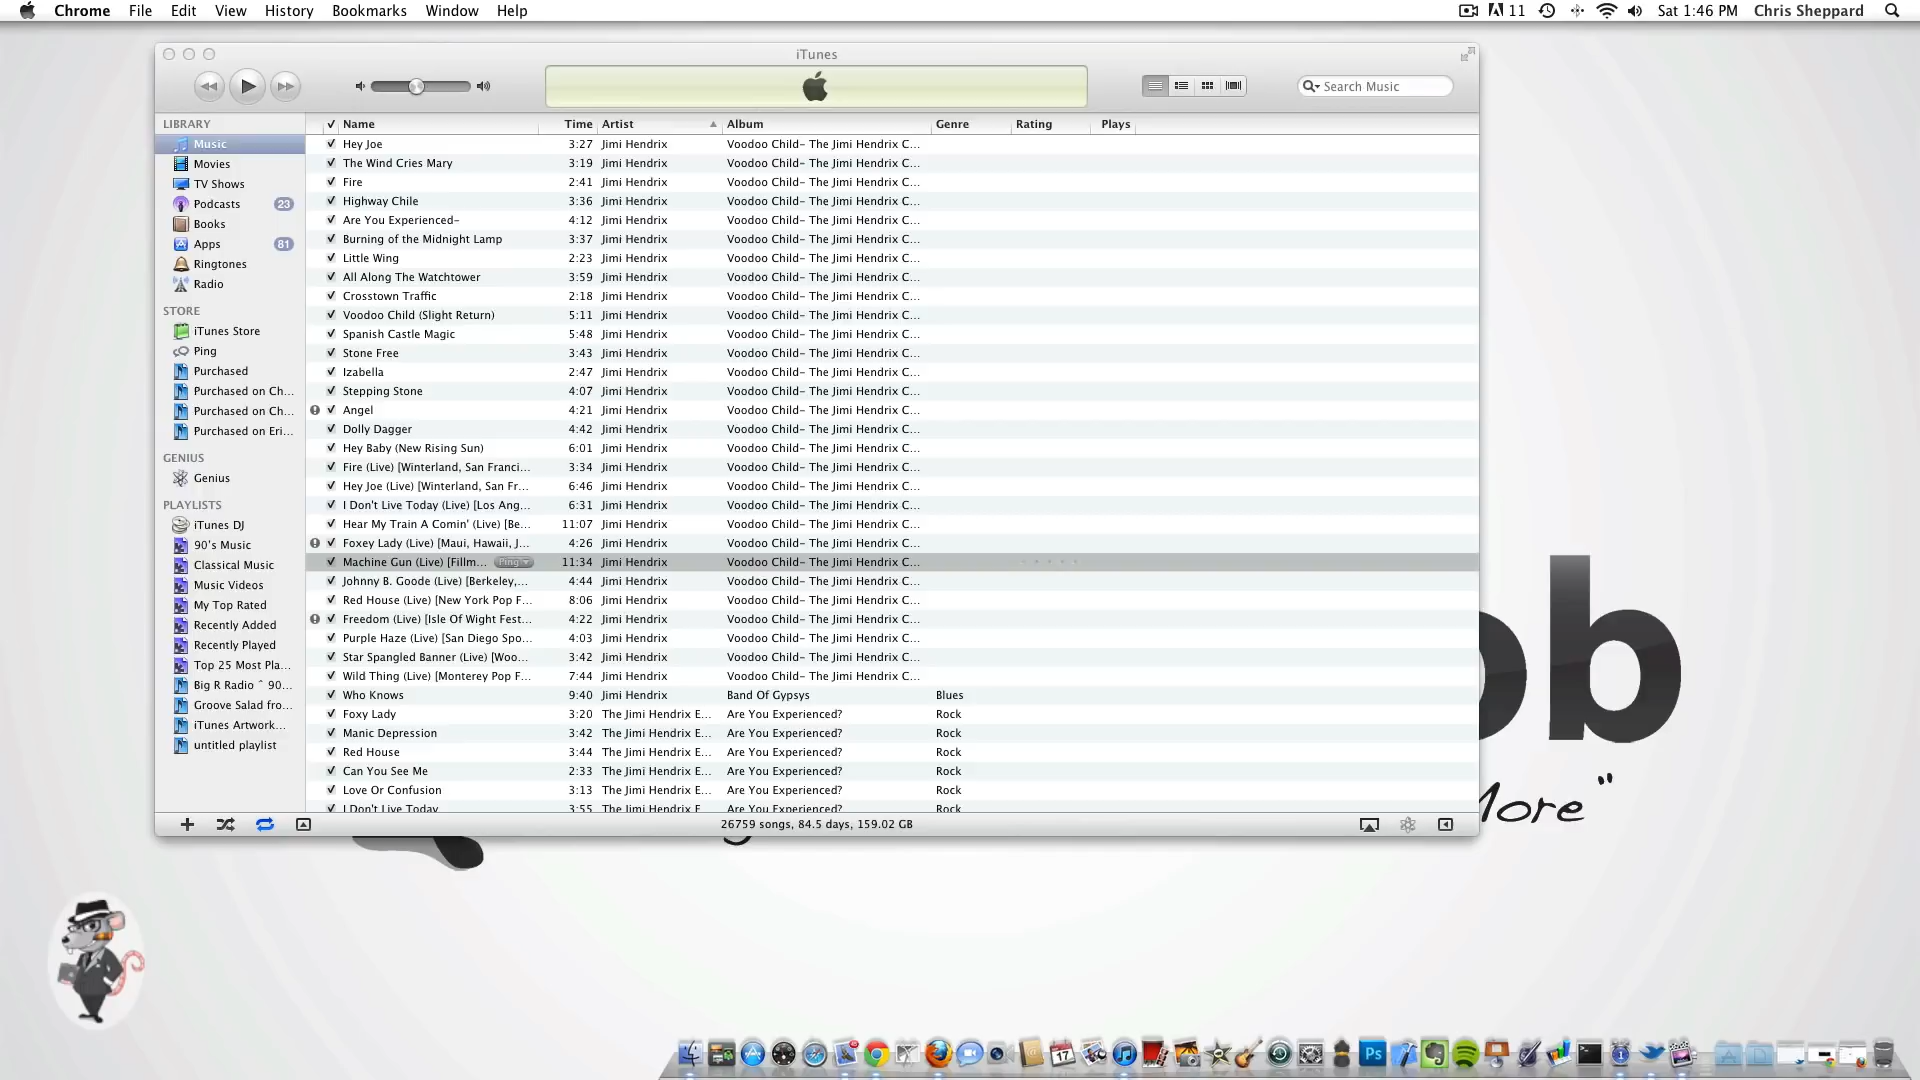 Chrome File Edit View History Bookmarks Window Help 11 Sat 1:46 PM Chris Sheppard
iTunes
Search Music
LIBRARY
Music
Movies
TV Shows
Podcasts 23
Books
Apps 81
Ringtones
Radio
STORE
iTunes Store
Ping
Purchased
Purchased on Ch...
Purchased on Ch...
Purchased on Eri...
GENIUS
Genius
PLAYLISTS
iTunes DJ
90's Music
Classical Music
Music Videos
My Top Rated
Recently Added
Recently Played
Top 25 Most Pla...
Big R Radio ˆ 90...
Groove Salad fro...
iTunes Artwork...
untitled playlist
Name Time Artist Album Genre Rating Plays
Hey Joe 3:27 Jimi Hendrix Voodoo Child– The Jimi Hendrix C...
The Wind Cries Mary 3:19 Jimi Hendrix Voodoo Child– The Jimi Hendrix C...
Fire 2:41 Jimi Hendrix Voodoo Child– The Jimi Hendrix C...
Highway Chile 3:36 Jimi Hendrix Voodoo Child– The Jimi Hendrix C...
Are You Experienced– 4:12 Jimi Hendrix Voodoo Child– The Jimi Hendrix C...
Burning of the Midnight Lamp 3:37 Jimi Hendrix Voodoo Child– The Jimi Hendrix C...
Little Wing 2:23 Jimi Hendrix Voodoo Child– The Jimi Hendrix C...
All Along The Watchtower 3:59 Jimi Hendrix Voodoo Child– The Jimi Hendrix C...
Crosstown Traffic 2:18 Jimi Hendrix Voodoo Child– The Jimi Hendrix C...
Voodoo Child (Slight Return) 5:11 Jimi Hendrix Voodoo Child– The Jimi Hendrix C...
Spanish Castle Magic 5:48 Jimi Hendrix Voodoo Child– The Jimi Hendrix C...
Stone Free 3:43 Jimi Hendrix Voodoo Child– The Jimi Hendrix C...
Izabella 2:47 Jimi Hendrix Voodoo Child– The Jimi Hendrix C...
Stepping Stone 4:07 Jimi Hendrix Voodoo Child– The Jimi Hendrix C...
Angel 4:21 Jimi Hendrix Voodoo Child– The Jimi Hendrix C...
Dolly Dagger 4:42 Jimi Hendrix Voodoo Child– The Jimi Hendrix C...
Hey Baby (New Rising Sun) 6:01 Jimi Hendrix Voodoo Child– The Jimi Hendrix C...
Fire (Live) [Winterland, San Franci... 3:34 Jimi Hendrix Voodoo Child– The Jimi Hendrix C...
Hey Joe (Live) [Winterland, San Fr... 6:46 Jimi Hendrix Voodoo Child– The Jimi Hendrix C...
I Don't Live Today (Live) [Los Ang... 6:31 Jimi Hendrix Voodoo Child– The Jimi Hendrix C...
Hear My Train A Comin' (Live) [Be... 11:07 Jimi Hendrix Voodoo Child– The Jimi Hendrix C...
Foxey Lady (Live) [Maui, Hawaii, J... 4:26 Jimi Hendrix Voodoo Child– The Jimi Hendrix C...
Machine Gun (Live) [Fillm... Ping 11:34 Jimi Hendrix Voodoo Child– The Jimi Hendrix C...
Johnny B. Goode (Live) [Berkeley,... 4:44 Jimi Hendrix Voodoo Child– The Jimi Hendrix C...
Red House (Live) [New York Pop F... 8:06 Jimi Hendrix Voodoo Child– The Jimi Hendrix C...
Freedom (Live) [Isle Of Wight Fest... 4:22 Jimi Hendrix Voodoo Child– The Jimi Hendrix C...
Purple Haze (Live) [San Diego Spo... 4:03 Jimi Hendrix Voodoo Child– The Jimi Hendrix C...
Star Spangled Banner (Live) [Woo... 3:42 Jimi Hendrix Voodoo Child– The Jimi Hendrix C...
Wild Thing (Live) [Monterey Pop F... 7:44 Jimi Hendrix Voodoo Child– The Jimi Hendrix C...
Who Knows 9:40 Jimi Hendrix Band Of Gypsys Blues
Foxy Lady 3:20 The Jimi Hendrix E... Are You Experienced? Rock
Manic Depression 3:42 The Jimi Hendrix E... Are You Experienced? Rock
Red House 3:44 The Jimi Hendrix E... Are You Experienced? Rock
Can You See Me 2:33 The Jimi Hendrix E... Are You Experienced? Rock
Love Or Confusion 3:13 The Jimi Hendrix E... Are You Experienced? Rock
I Don't Live Today 3:55 The Jimi Hendrix E Are You Experienced? Rock
26759 songs, 84.5 days, 159.02 GB
ob
More"
17
Ps